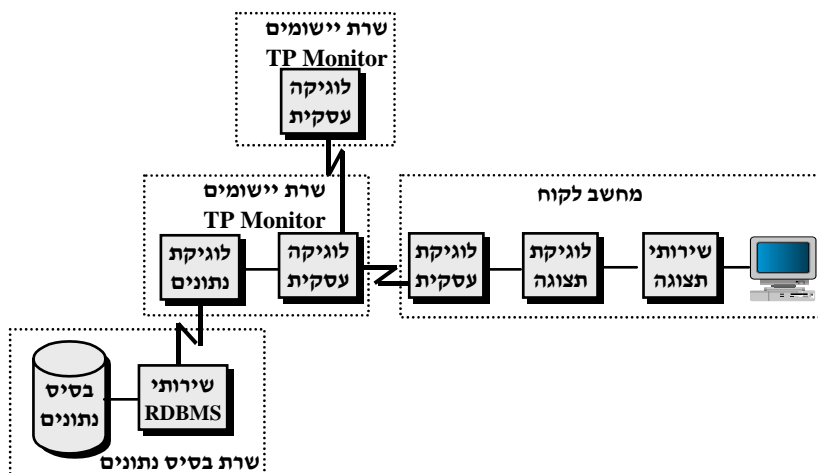 שרת יישומים
TP Monitor
לוגיקה
עסקית
שרת יישומים
TP Monitor
לוגיקת
נתונים
לוגיקה
עסקית
מחשב לקוח
לוגיקת
עסקית
לוגיקת
תצוגה
שירותי
תצוגה
בסיס
נתונים
שירותי
RDBMS
שרת בסיס נתונים